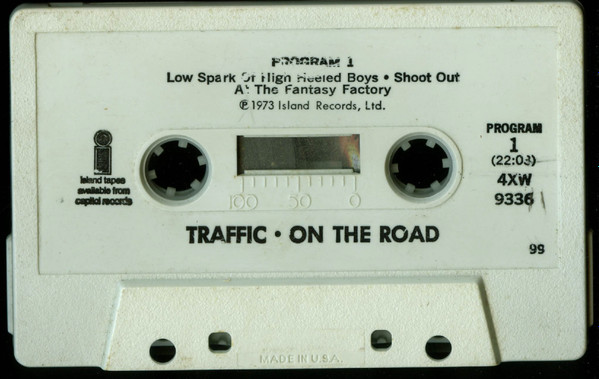 PROGRAM 1
Low Spark Of High Heeled Boys • Shoot Out
At The Fantasy Factory
℗ 1973 Island Records, Ltd.
PROGRAM
1
(22:03)
4XW
9336
i
island tapes
available from
capitol records
100 50 0
TRAFFIC • ON THE ROAD
99
MADE IN U.S.A.